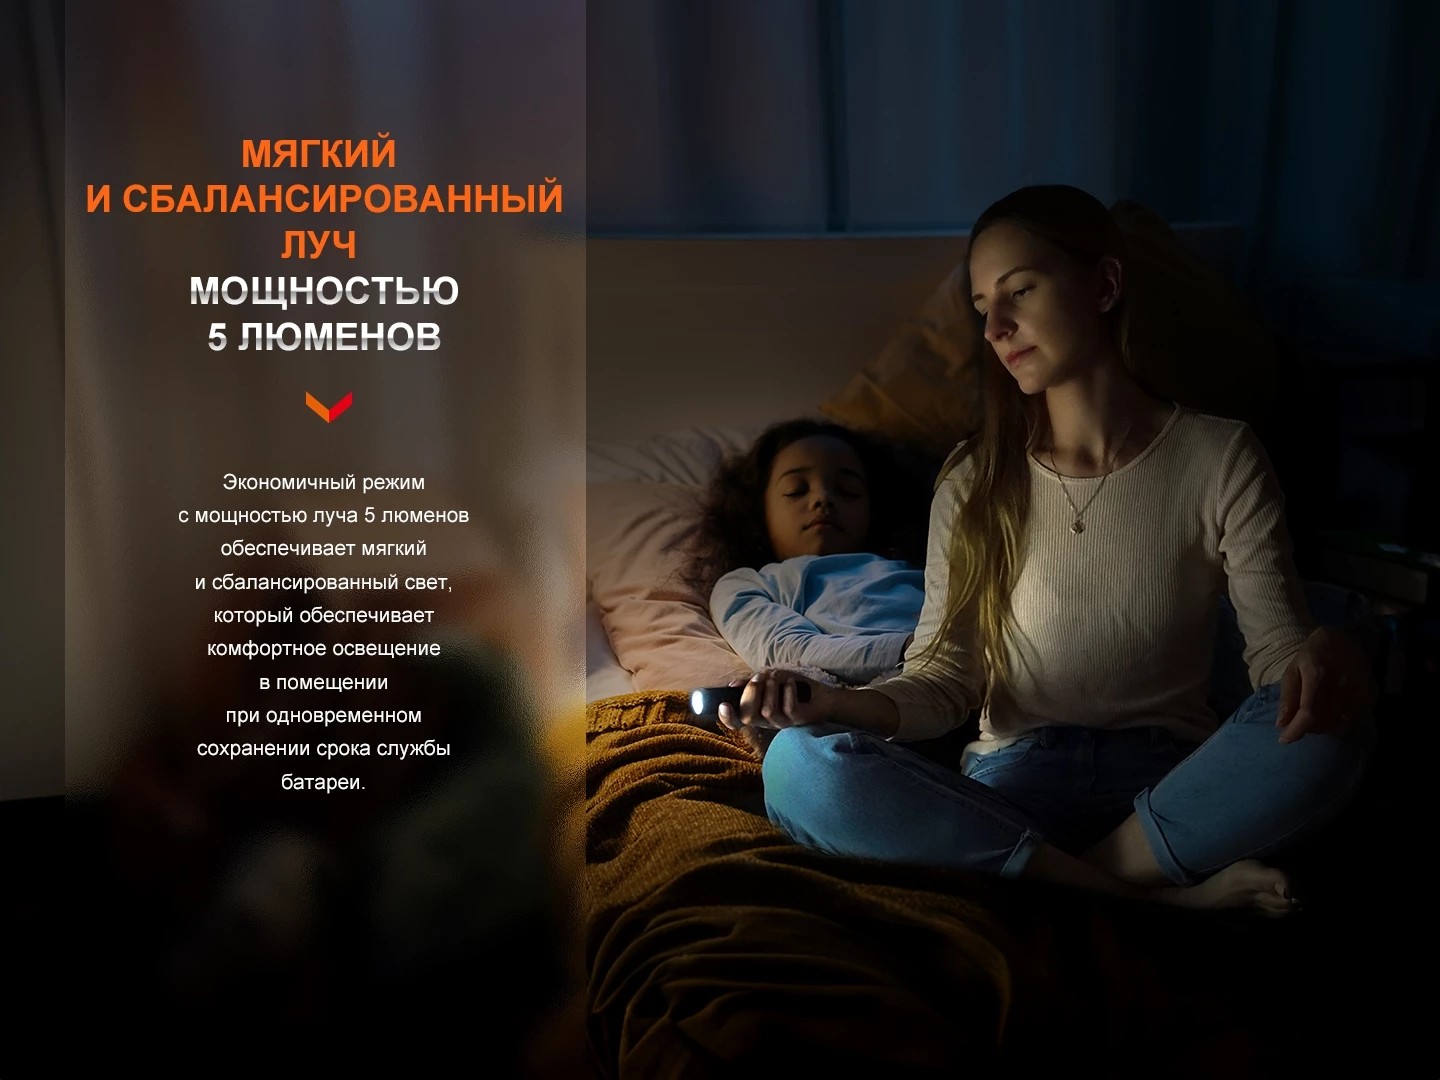 МЯГКИЙ
И СБАЛАНСИРОВАННЫЙ
ЛУЧ
МОЩНОСТЬЮ
5 ЛЮМЕНОВ
Экономичный режим
с мощностью луча 5 люменов
обеспечивает мягкий
и сбалансированный свет,
который обеспечивает
комфортное освещение
в помещении
при одновременном
сохранении срока службы
батареи.